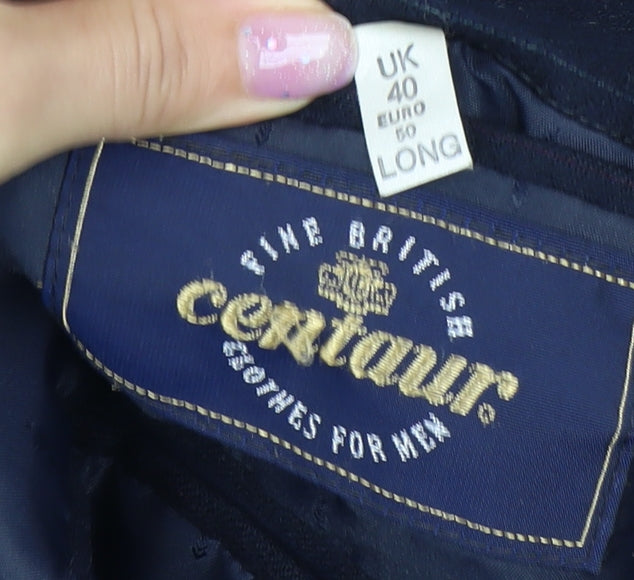 UK
40
EURO
50
LONG
FINE BRITISH
centaur®
CLOTHES FOR MEN